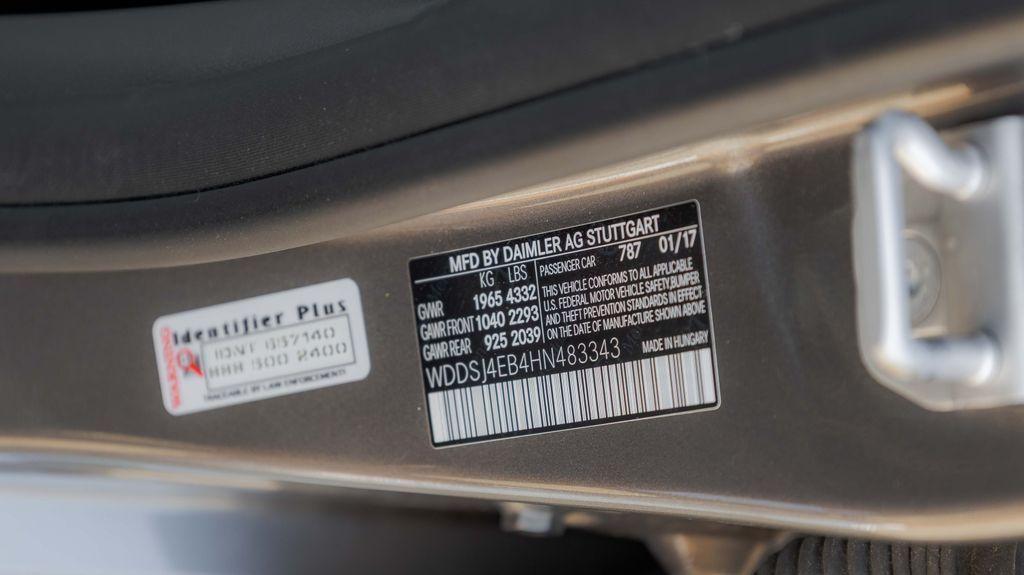 WARNING
Identifier Plus
TRACEABLE BY LAW ENFORCEMENTS
MFD BY DAIMLER AG STUTTGART
KG LBS PASSENGER CAR 787 01/17
GVWR 1965 4332
GAWR FRONT 1040 2293
GAWR REAR 925 2039
THIS VEHICLE CONFORMS TO ALL APPLICABLE
U.S. FEDERAL MOTOR VEHICLE SAFETY, BUMPER
AND THEFT PREVENTION STANDARDS IN EFFECT
ON THE DATE OF MANUFACTURE SHOWN ABOVE
WDDSJ4EB4HN483343 MADE IN HUNGARY